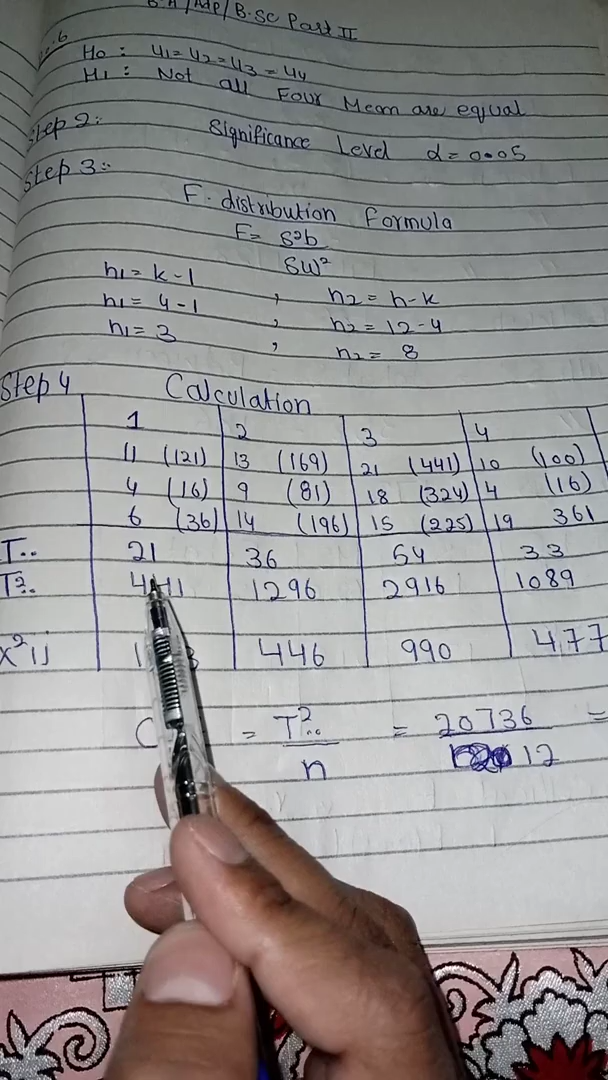 B.A/Adp/B.sc Part II
H0 : µ1 = µ2 = µ3 = µ4
H1 : Not all Four Mean are equal
Step 2:- Significance Level α = 0.05
Step 3:-
F. distribution Formula
F = S²b
Sw²
n1 = k-1 , n2 = n-k
n1 = 4-1 , n2 = 12-4
n1 = 3 , n2 = 8
Step 4 Calculation
1 2 3 4
11 (121) 13 (169) 21 (441) 10 (100)
4 (16) 9 (81) 18 (324) 4 (16)
6 (36) 14 (196) 15 (225) 19 361
T.. 21 36 54 33
T².. 441 1296 2916 1089
x²ij 446 990 477
C = T².. = 20736 =
n 12